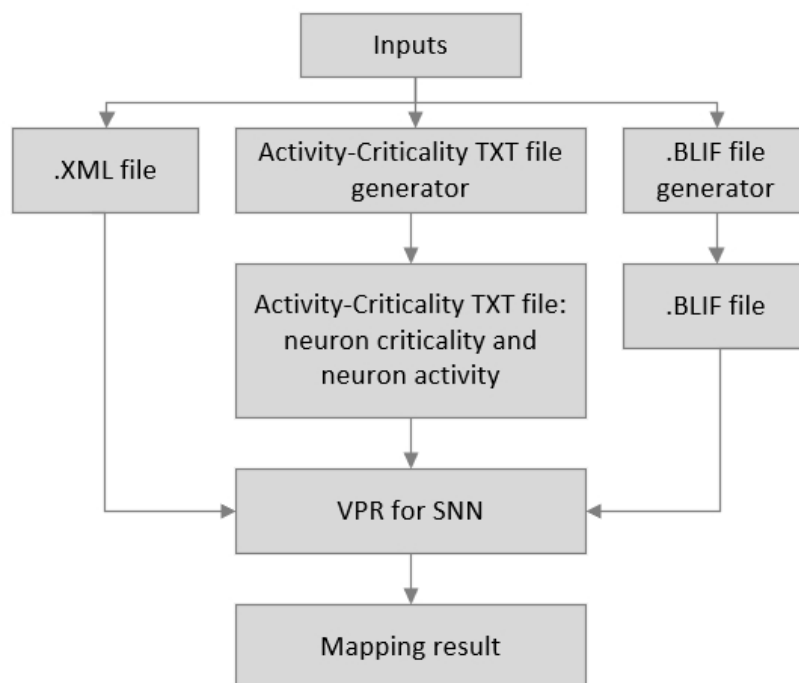 Inputs
.XML file
Activity-Criticality TXT file
generator
.BLIF file
generator
Activity-Criticality TXT file:
neuron criticality and
neuron activity
.BLIF file
VPR for SNN
Mapping result